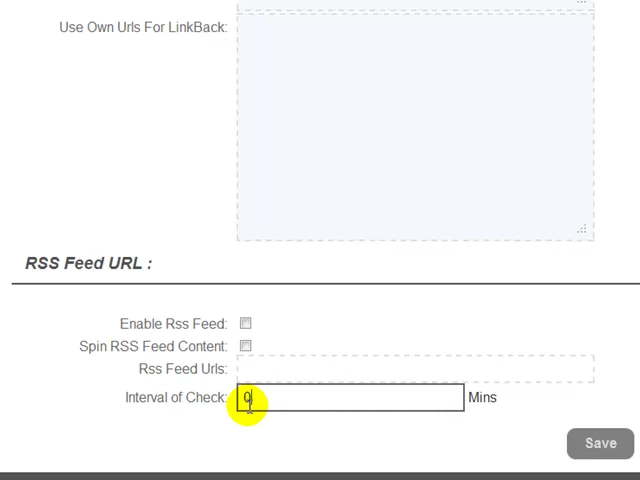 Use Own Urls For LinkBack:
RSS Feed URL :
Enable Rss Feed:
Spin RSS Feed Content:
Rss Feed Urls:
Interval of Check: 0 Mins
Save